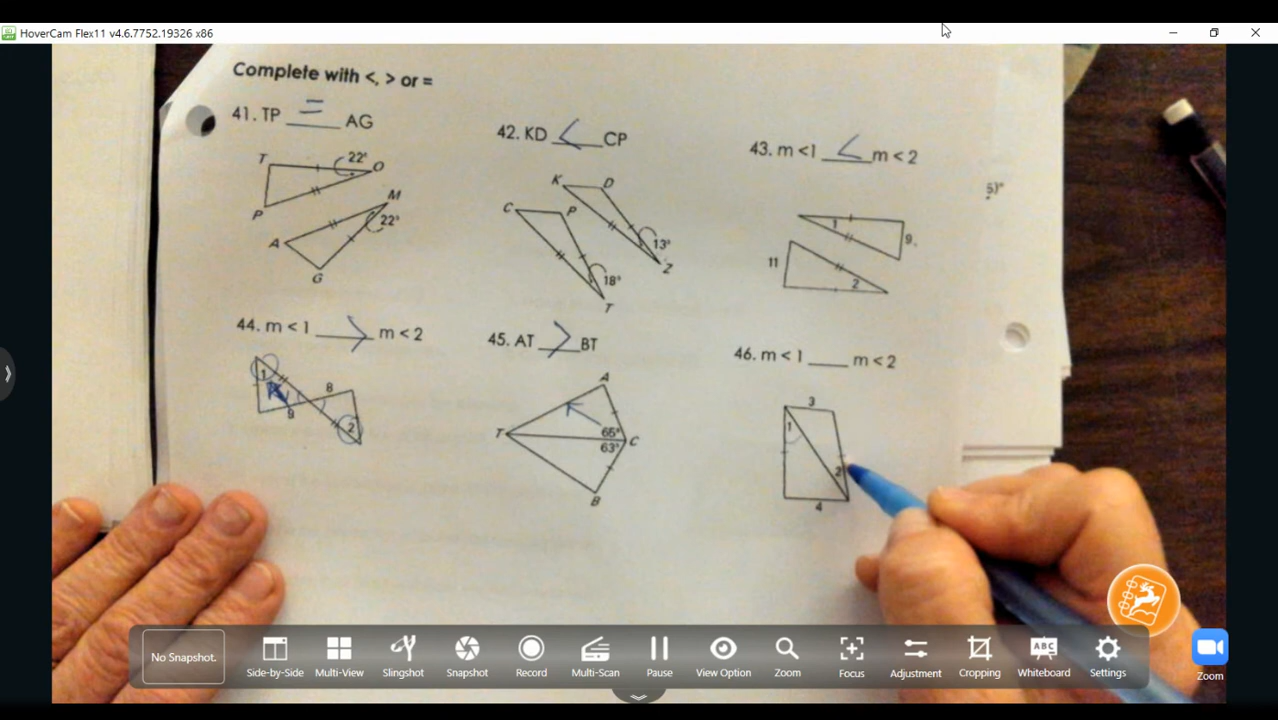 HoverCam Flex11 v4.6.7752.19326 x86
Complete with <, > or =
41. TP = AG
42. KD < CP
43. m < 1 < m < 2
T
22°
O
P
M
A
22°
G
K
D
C
P
13°
Z
18°
T
1
9
11
2
5)°
44. m < 1 > m < 2
45. AT > BT
46. m < 1 ____ m < 2
1
8
9
2
A
T
65°
63°
C
B
3
1
2
4
No Snapshot.
Side-by-Side
Multi-View
Slingshot
Snapshot
Record
Multi-Scan
Pause
View Option
Zoom
Focus
Adjustment
Cropping
ABC
Whiteboard
Settings
Zoom